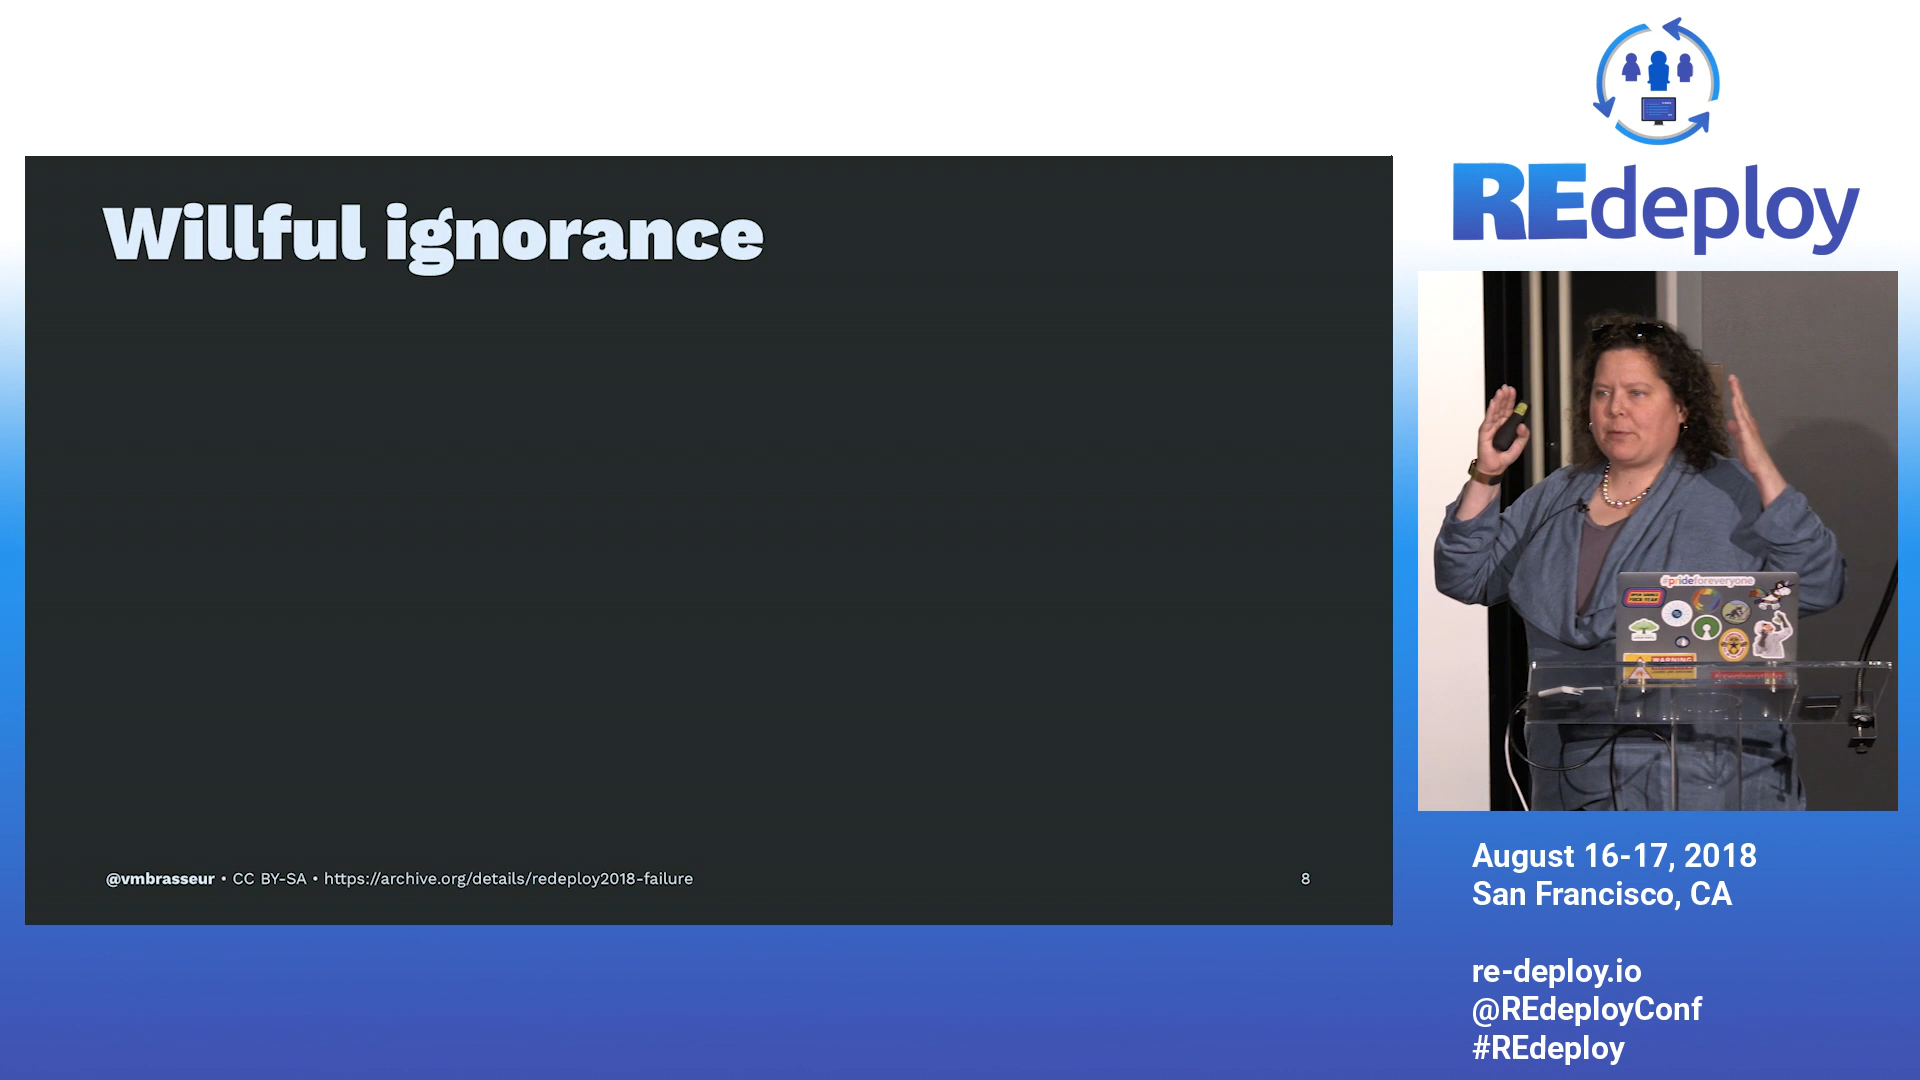 REdeploy
Willful ignorance
#prideforeveryone
WARNING
@vmbrasseur • CC BY-SA • https://archive.org/details/redeploy2018-failure
8
August 16-17, 2018
San Francisco, CA
re-deploy.io
@REdeployConf
#REdeploy